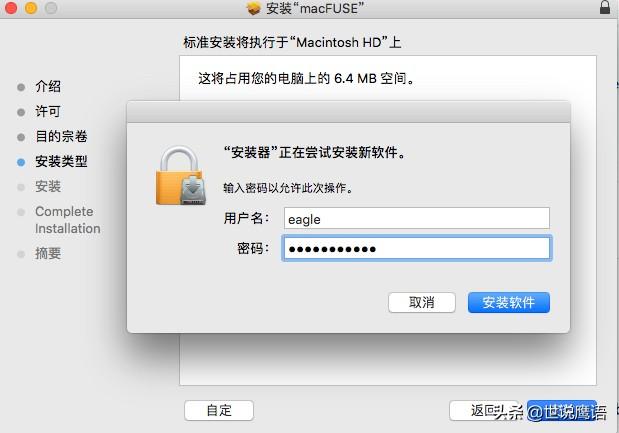 安装“macFUSE”
标准安装将执行于“Macintosh HD”上
介绍
许可
目的宗卷
安装类型
安装
Complete
Installation
摘要
这将占用您的电脑上的 6.4 MB 空间。
“安装器”正在尝试安装新软件。
输入密码以允许此次操作。
用户名： eagle
密码： ●●●●●●●●●●●
取消 安装软件
自定 返回
头条 @世说鹰语